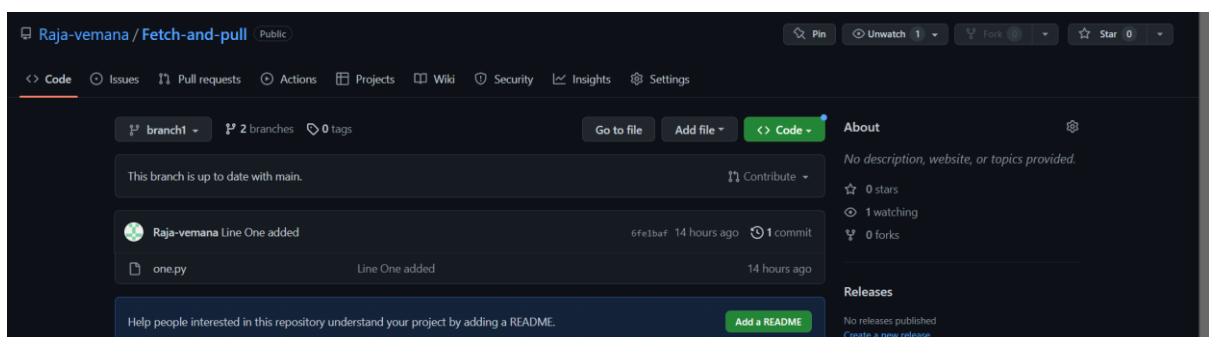 Raja-vemana / Fetch-and-pull Public Pin Unwatch 1 Fork 0 Star 0
<> Code Issues Pull requests Actions Projects Wiki Security Insights Settings
branch1 2 branches 0 tags Go to file Add file <> Code
This branch is up to date with main. Contribute
Raja-vemana Line One added 6fe1baf 14 hours ago 1 commit
one.py Line One added 14 hours ago
Help people interested in this repository understand your project by adding a README. Add a README
About
No description, website, or topics provided.
0 stars
1 watching
0 forks
Releases
No releases published
Create a new release